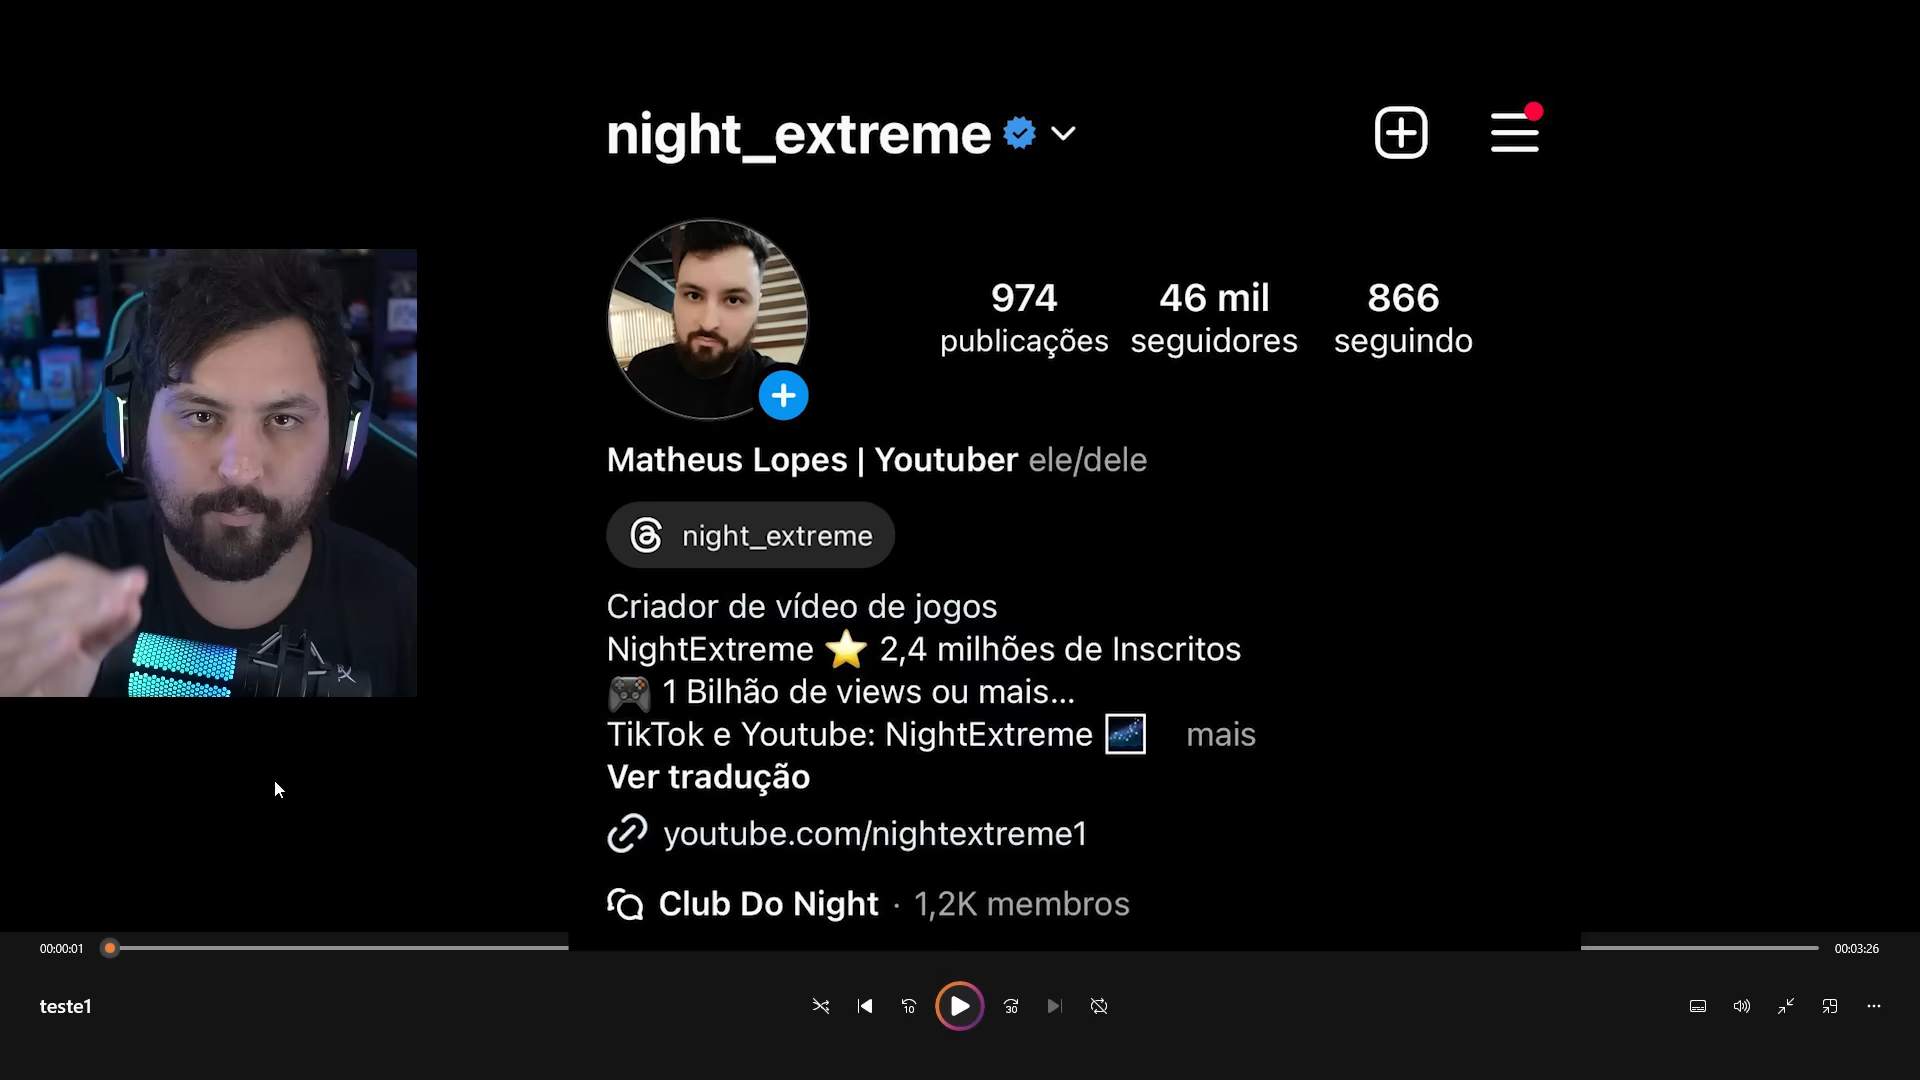 night_extreme
974 46 mil 866
publicações seguidores seguindo
Matheus Lopes | Youtuber ele/dele
night_extreme
Criador de vídeo de jogos
NightExtreme ⭐ 2,4 milhões de Inscritos
🎮 1 Bilhão de views ou mais...
TikTok e Youtube: NightExtreme 🌌 mais
Ver tradução
youtube.com/nightextreme1
Club Do Night · 1,2K membros
00:00:01 00:03:26
teste1
10 30